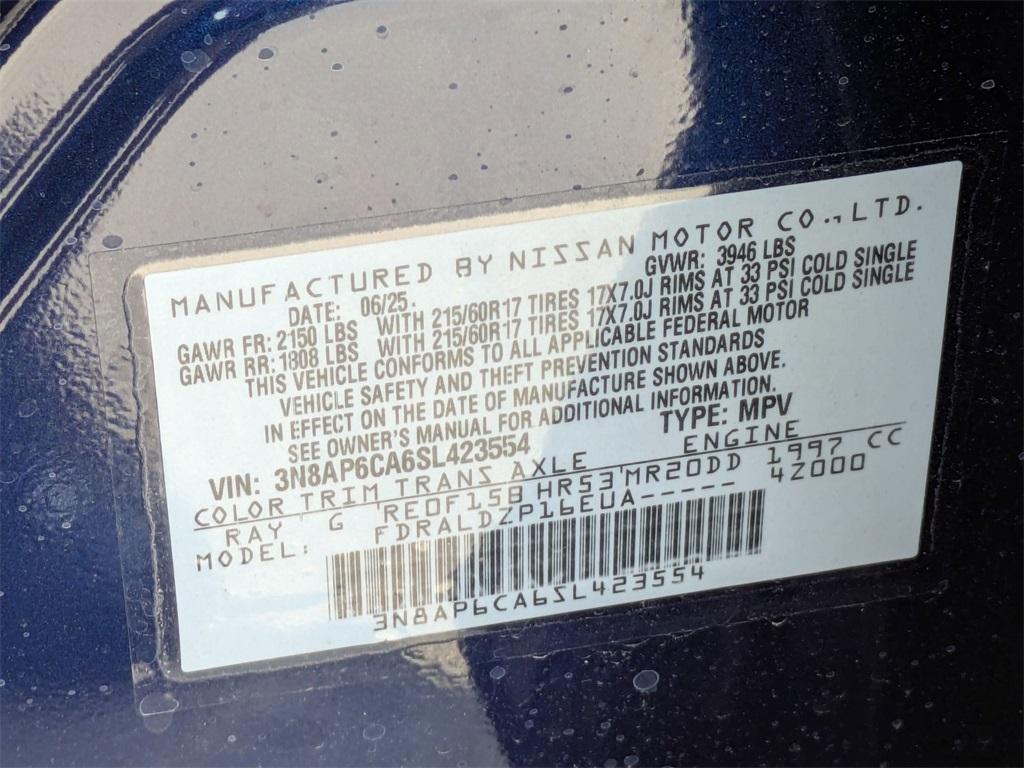 MANUFACTURED BY NISSAN MOTOR CO.,LTD.
DATE: 06/25. GVWR: 3946 LBS
GAWR FR: 2150 LBS WITH 215/60R17 TIRES 17X7.0J RIMS AT 33 PSI COLD SINGLE
GAWR RR: 1808 LBS WITH 215/60R17 TIRES 17X7.0J RIMS AT 33 PSI COLD SINGLE
THIS VEHICLE CONFORMS TO ALL APPLICABLE FEDERAL MOTOR
VEHICLE SAFETY AND THEFT PREVENTION STANDARDS
IN EFFECT ON THE DATE OF MANUFACTURE SHOWN ABOVE.
SEE OWNER'S MANUAL FOR ADDITIONAL INFORMATION.
VIN: 3N8AP6CA6SL423554 TYPE: MPV
COLOR TRIM TRANS AXLE ENGINE
RAY G RE0F15B HR53 MR20DD 1997 CC
MODEL: FDRALDZP16EUA----- 4Z000
3N8AP6CA6SL423554